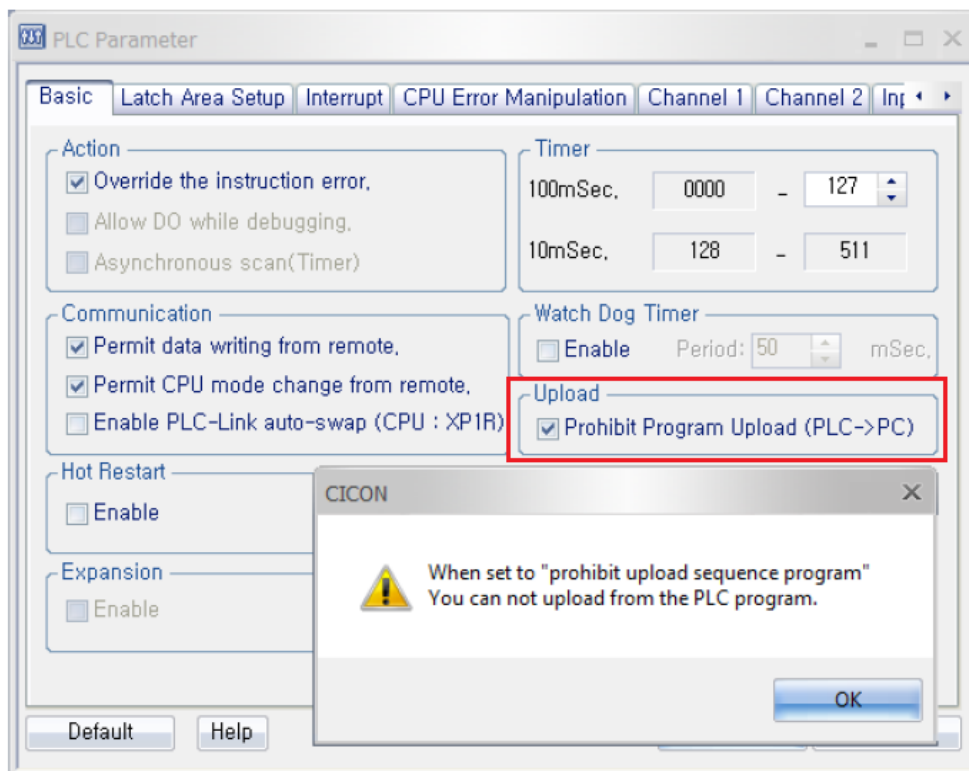 PLC Parameter
Basic
Latch Area Setup
Interrupt
CPU Error Manipulation
Channel 1
Channel 2
Action
Override the instruction error,
Allow DO while debugging,
Asynchronous scan(Timer)
Timer
100mSec, 0000 - 127
10mSec, 128 - 511
Communication
Permit data writing from remote,
Permit CPU mode change from remote,
Enable PLC-Link auto-swap (CPU : XP1R)
Watch Dog Timer
Enable Period: 50 mSec,
Upload
Prohibit Program Upload (PLC->PC)
Hot Restart
Enable
Expansion
Enable
CICON
When set to "prohibit upload sequence program"
You can not upload from the PLC program.
OK
Default
Help